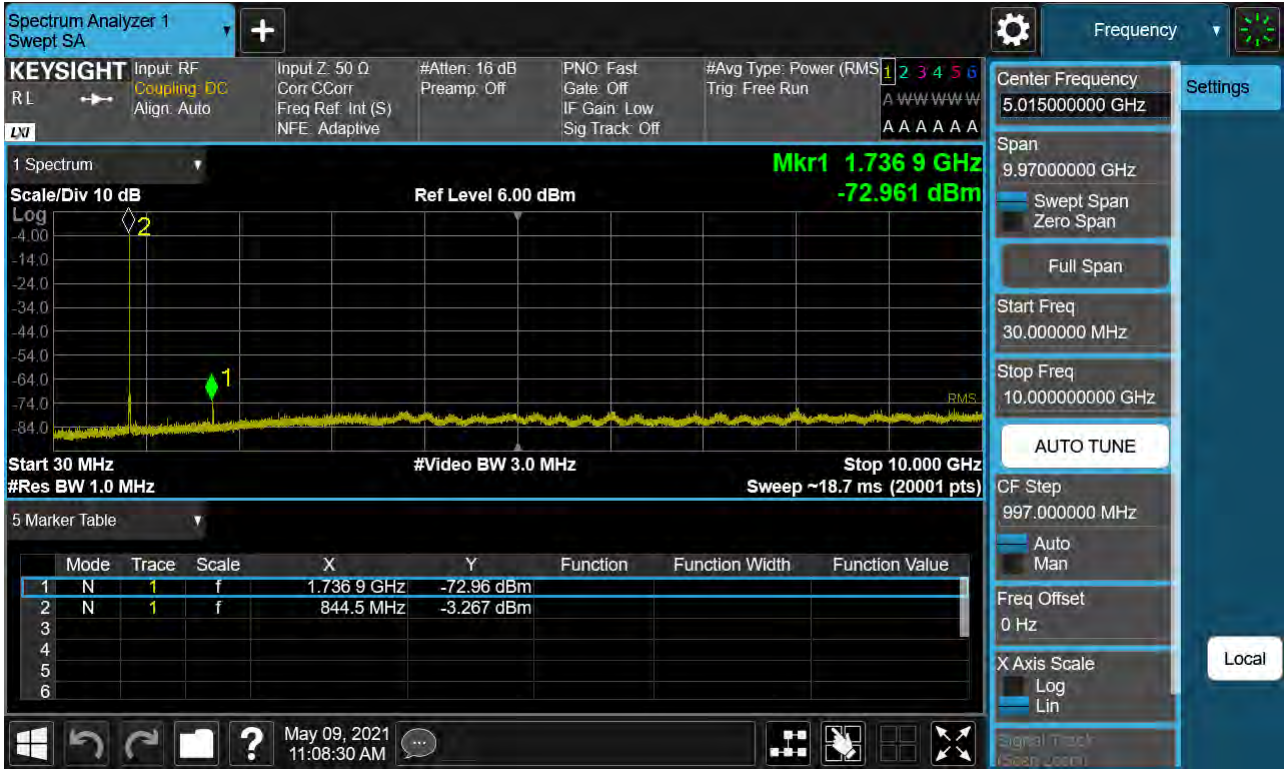 Spectrum Analyzer 1
Swept SA
+
Frequency
KEYSIGHT
RL
LXI
Input: RF
Coupling: DC
Align: Auto
Input Z: 50 Ω
Corr CCorr
Freq Ref: Int (S)
NFE: Adaptive
#Atten: 16 dB
Preamp: Off
PNO: Fast
Gate: Off
IF Gain: Low
Sig Track: Off
#Avg Type: Power (RMS
Trig: Free Run
1 2 3 4 5 6
A W W W W W
A A A A A A
1 Spectrum
Mkr1 1.736 9 GHz
Scale/Div 10 dB
Ref Level 6.00 dBm
-72.961 dBm
Log
2
-4.00
-14.0
-24.0
-34.0
-44.0
-54.0
-64.0
1
-74.0
RMS
-84.0
Start 30 MHz
#Video BW 3.0 MHz
Stop 10.000 GHz
#Res BW 1.0 MHz
Sweep ~18.7 ms (20001 pts)
5 Marker Table
Mode Trace Scale X Y Function Function Width Function Value
1 N 1 f 1.736 9 GHz -72.96 dBm
2 N 1 f 844.5 MHz -3.267 dBm
3
4
5
6
Center Frequency
5.015000000 GHz
Settings
Span
9.97000000 GHz
Swept Span
Zero Span
Full Span
Start Freq
30.000000 MHz
Stop Freq
10.000000000 GHz
AUTO TUNE
CF Step
997.000000 MHz
Auto
Man
Freq Offset
0 Hz
X Axis Scale
Log
Lin
Local
Signal Track
(Span Zoom)
?
May 09, 2021
11:08:30 AM